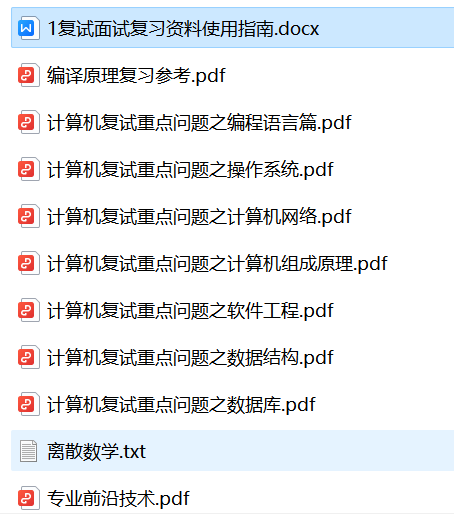 1复试面试复习资料使用指南.docx
编译原理复习参考.pdf
计算机复试重点问题之编程语言篇.pdf
计算机复试重点问题之操作系统.pdf
计算机复试重点问题之计算机网络.pdf
计算机复试重点问题之计算机组成原理.pdf
计算机复试重点问题之软件工程.pdf
计算机复试重点问题之数据结构.pdf
计算机复试重点问题之数据库.pdf
离散数学.txt
专业前沿技术.pdf